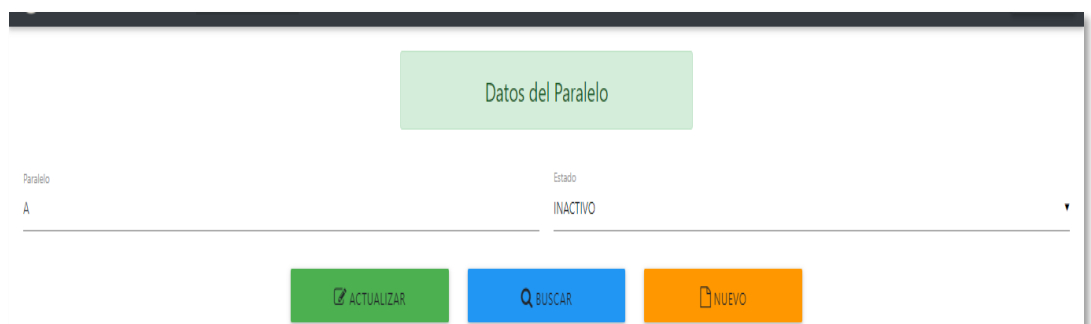 Datos del Paralelo
Paralelo
Estado
A
INACTIVO
ACTUALIZAR
BUSCAR
NUEVO